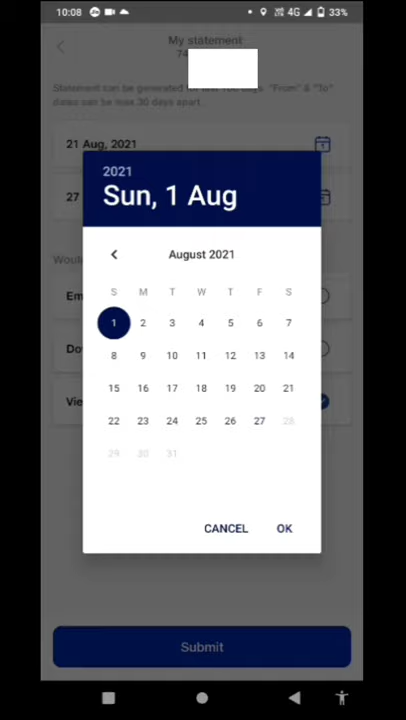 10:08 4G 33%
My statement
Statement can be generated for last "From" & "To"
dates can be max 30 days apart
21 Aug, 2021
27
2021
Sun, 1 Aug
August 2021
S M T W T F S
1 2 3 4 5 6 7
8 9 10 11 12 13 14
15 16 17 18 19 20 21
22 23 24 25 26 27 28
29 30 31
CANCEL OK
Submit